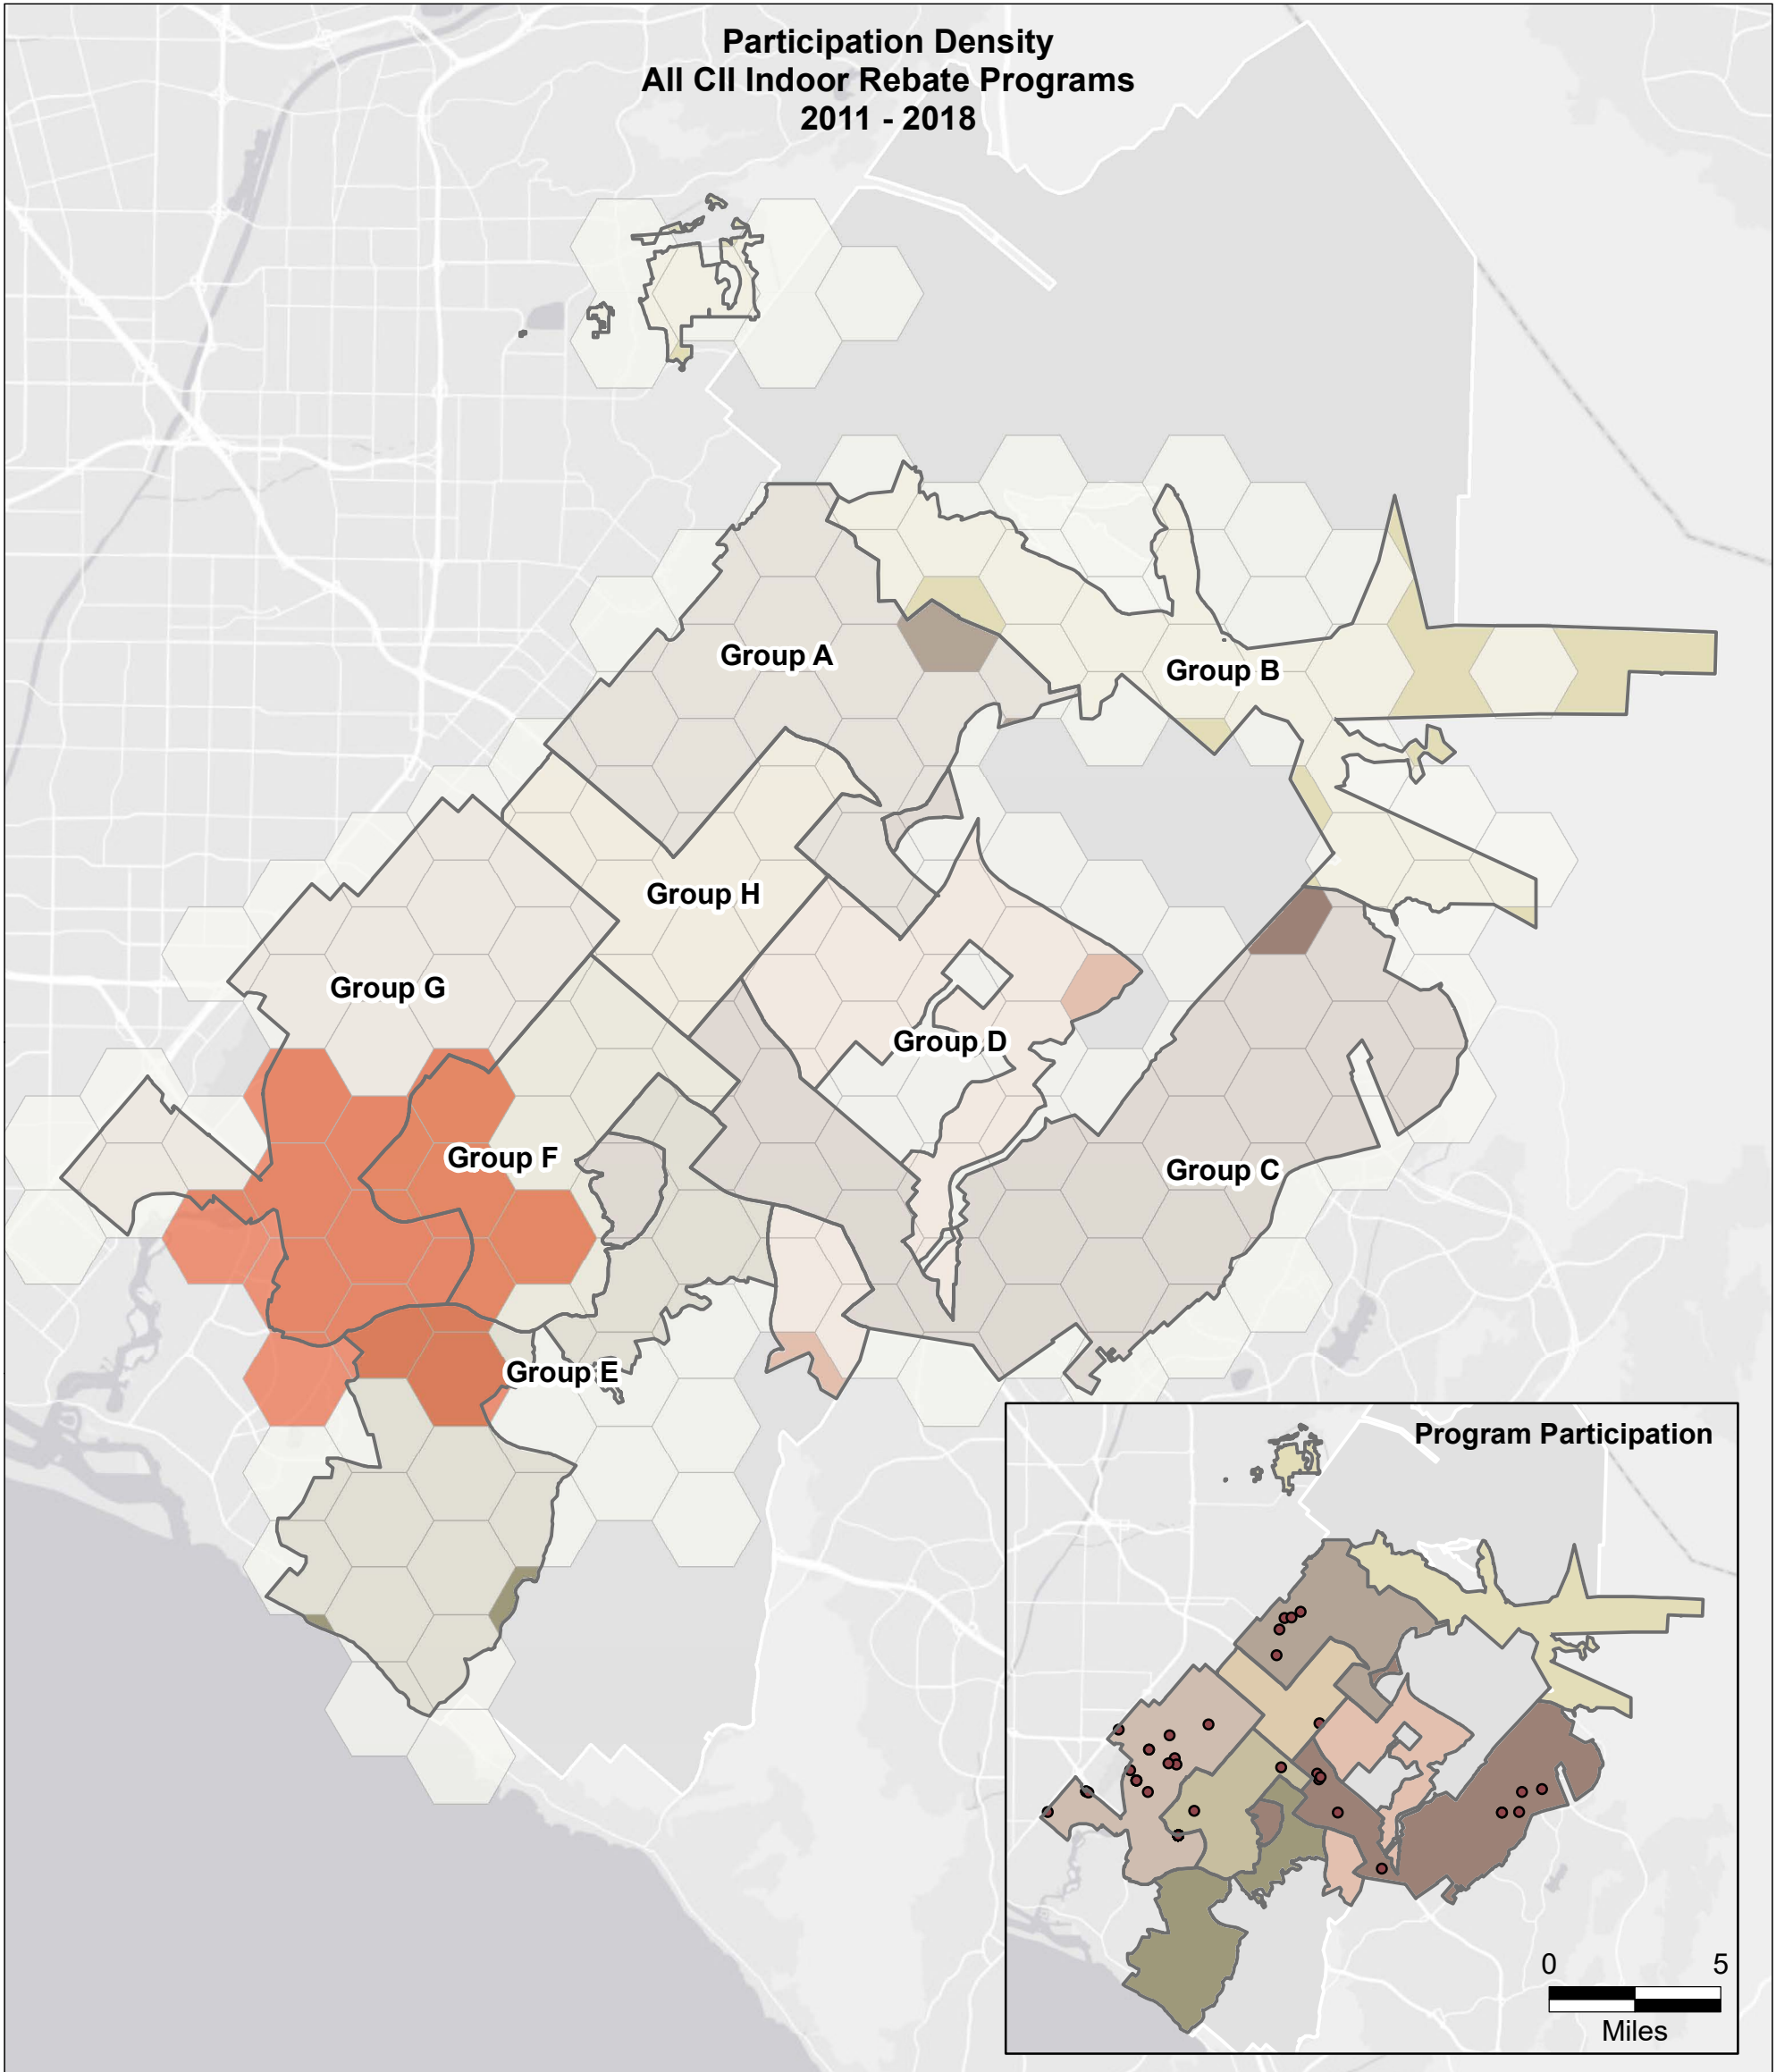 Participation Density
All CII Indoor Rebate Programs
2011 - 2018
Group A
Group B
Group H
Group G
Group D
Group F
Group C
Group E
Program Participation
0 5
Miles